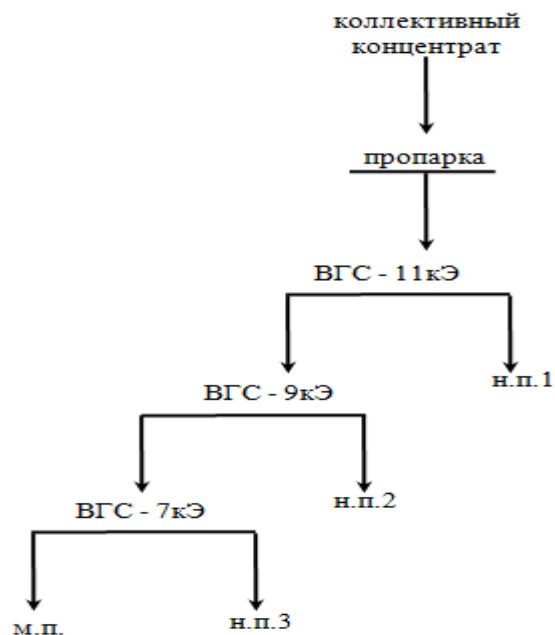 коллективный
концентрат
пропарка
ВГС - 11кЭ
н.п.1
ВГС - 9кЭ
н.п.2
ВГС - 7кЭ
м.п.
н.п.3